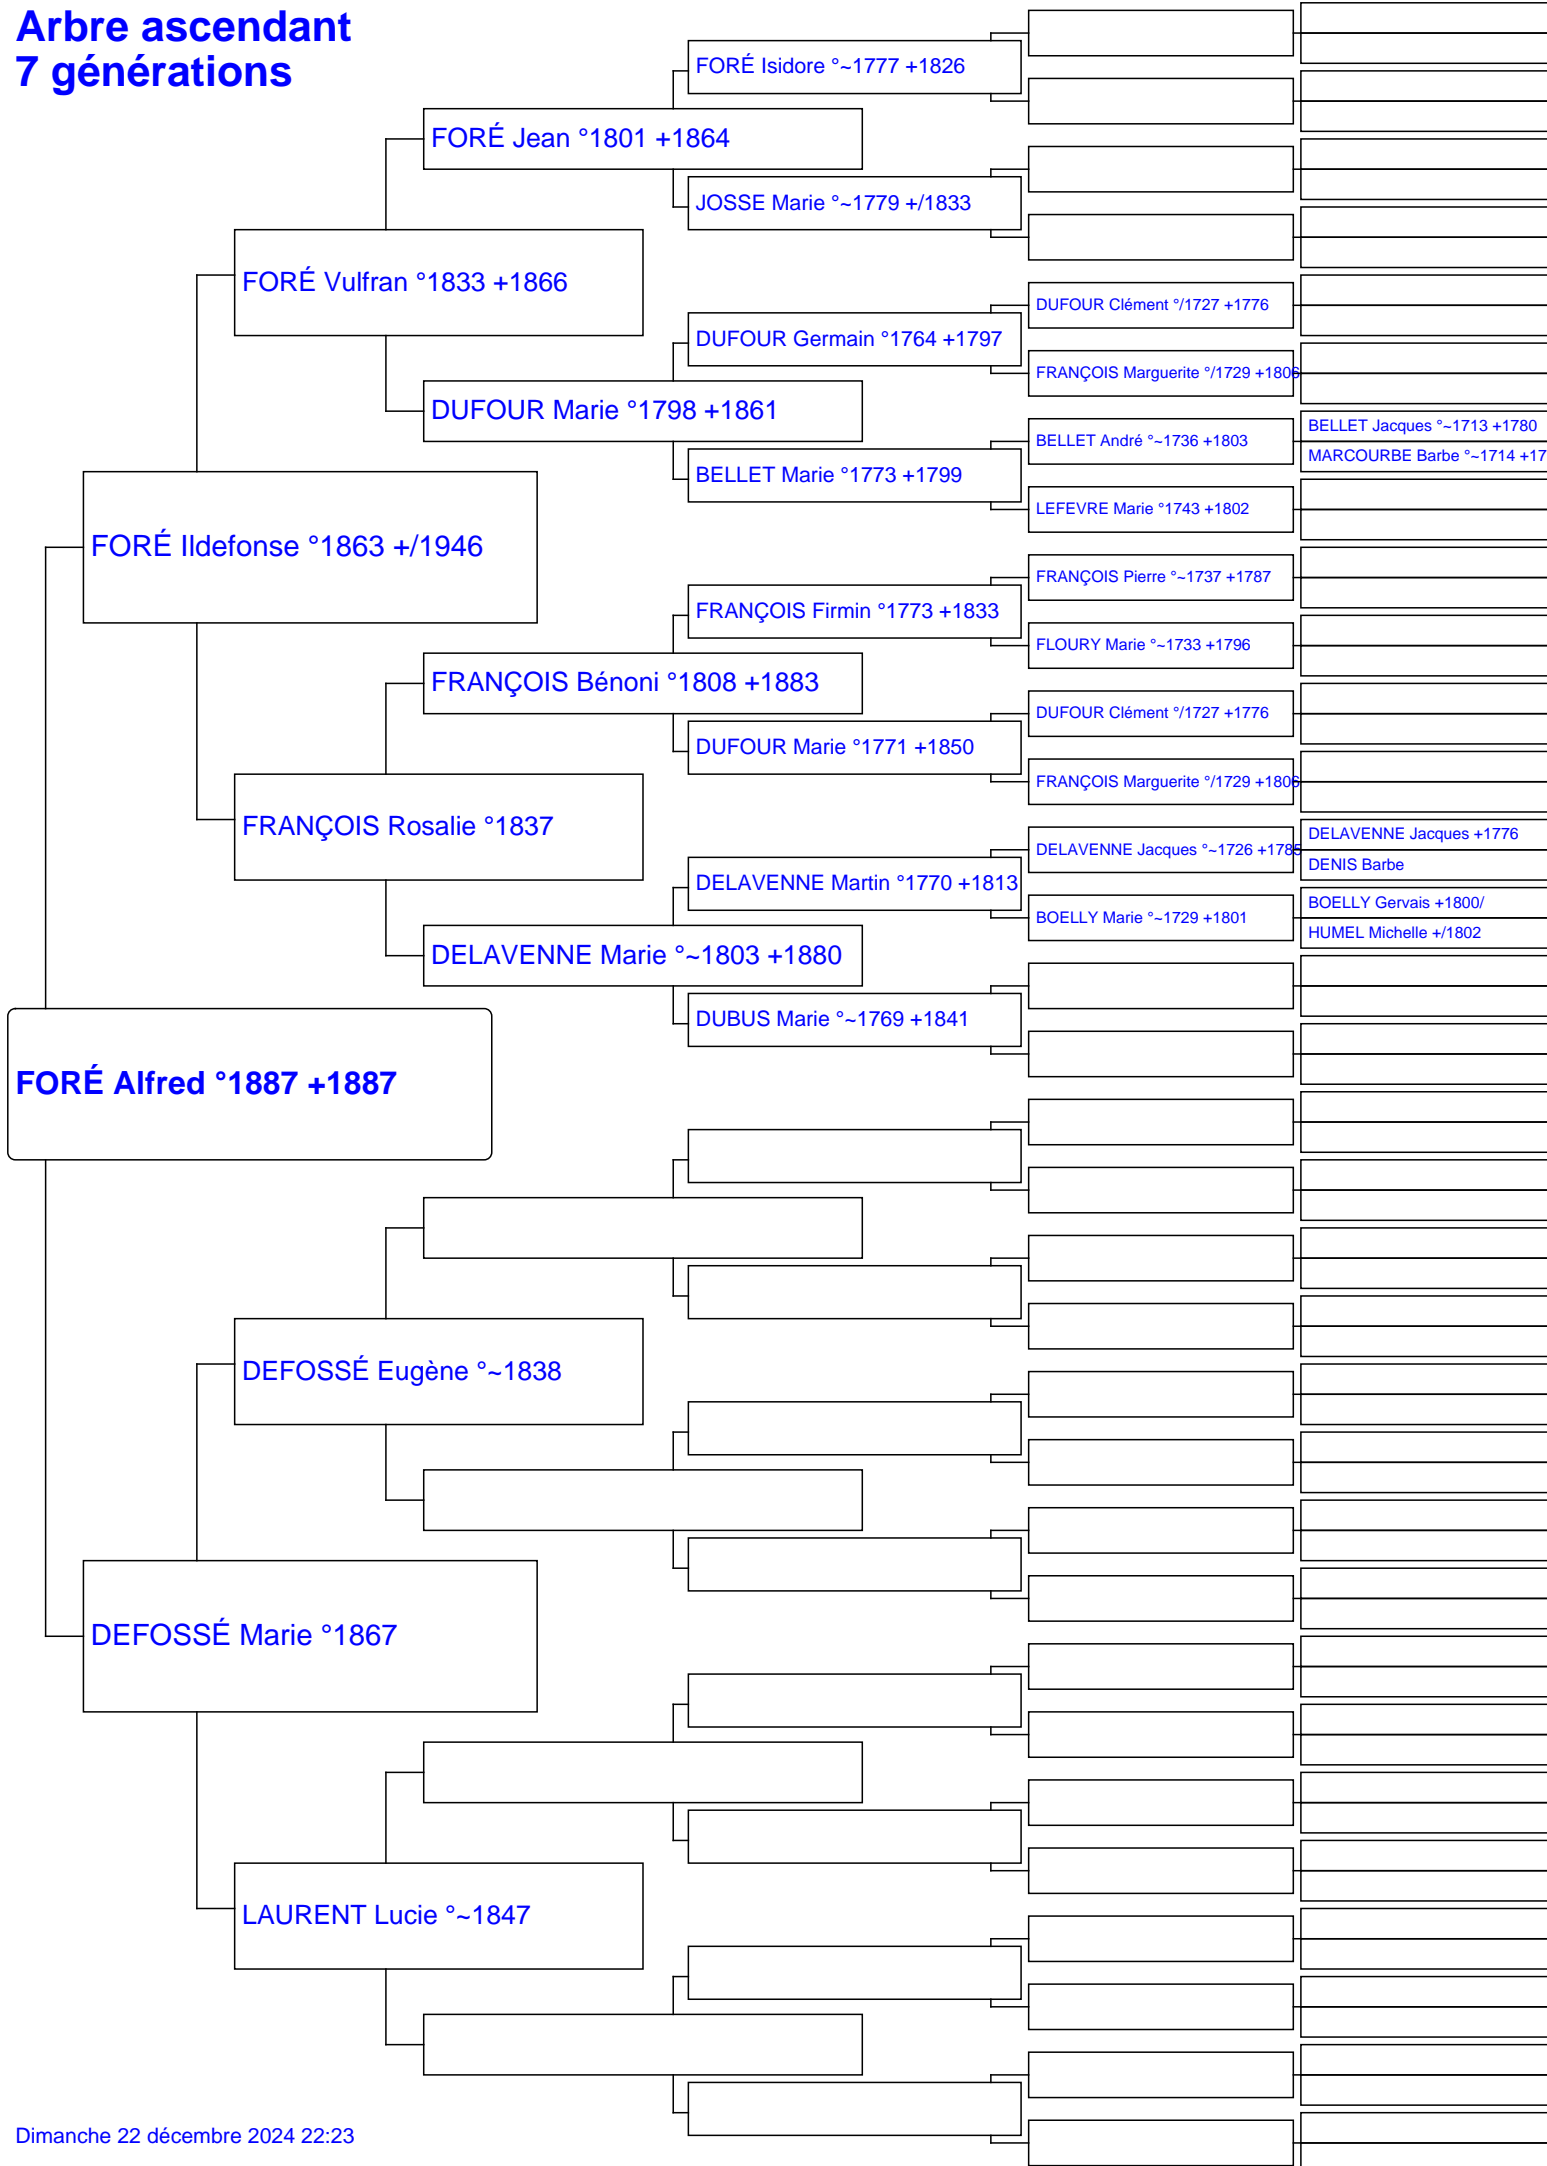 Arbre ascendant
7 générations
FORÉ Isidore °~1777 +1826
FORÉ Jean °1801 +1864
JOSSE Marie °~1779 +/1833
FORÉ Vulfran °1833 +1866
DUFOUR Clément °/1727 +1776
DUFOUR Germain °1764 +1797
FRANÇOIS Marguerite °/1729 +1806
DUFOUR Marie °1798 +1861
BELLET Jacques °~1713 +1780
BELLET André °~1736 +1803
MARCOURBE Barbe °~1714 +17
BELLET Marie °1773 +1799
LEFEVRE Marie °1743 +1802
FORÉ Ildefonse °1863 +/1946
FRANÇOIS Pierre °~1737 +1787
FRANÇOIS Firmin °1773 +1833
FLOURY Marie °~1733 +1796
FRANÇOIS Bénoni °1808 +1883
DUFOUR Clément °/1727 +1776
DUFOUR Marie °1771 +1850
FRANÇOIS Marguerite °/1729 +1806
FRANÇOIS Rosalie °1837
DELAVENNE Jacques +1776
DELAVENNE Jacques °~1726 +1785
DENIS Barbe
DELAVENNE Martin °1770 +1813
BOELLY Gervais +1800/
BOELLY Marie °~1729 +1801
HUMEL Michelle +/1802
DELAVENNE Marie °~1803 +1880
DUBUS Marie °~1769 +1841
FORÉ Alfred °1887 +1887
DEFOSSÉ Eugène °~1838
DEFOSSÉ Marie °1867
LAURENT Lucie °~1847
Dimanche 22 décembre 2024 22:23